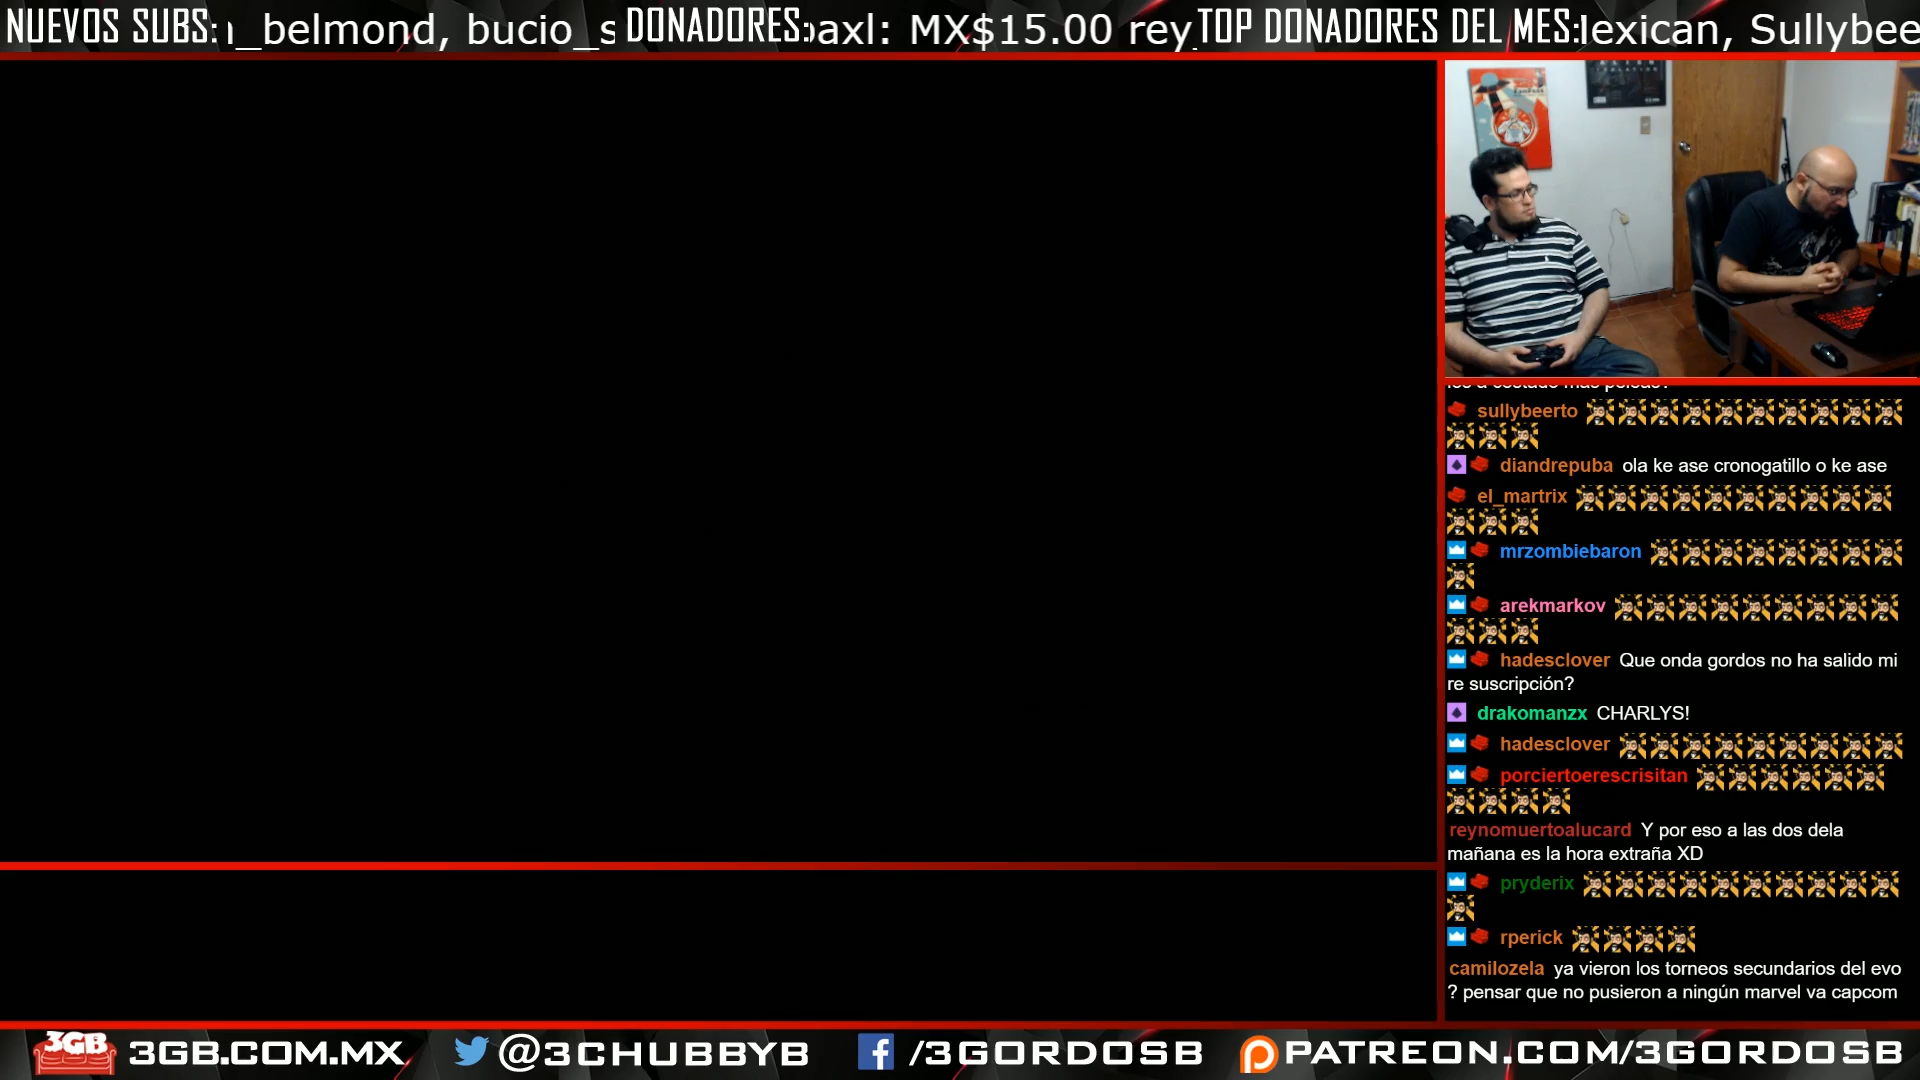 NUEVOS SUBS: _belmond, bucio_s DONADORES: paxl: MX$15.00 rey_ TOP DONADORES DEL MES: lexican, Sullybee
sullybeerto
diandrepuba ola ke ase cronogatillo o ke ase
el_martrix
mrzombiebaron
arekmarkov
hadesclover Que onda gordos no ha salido mi
re suscripción?
drakomanzx CHARLYS!
hadesclover
porciertoerescrisitan
reynomuertoalucard Y por eso a las dos dela
mañana es la hora extraña XD
pryderix
rperick
camilozela ya vieron los torneos secundarios del evo
? pensar que no pusieron a ningún marvel va capcom
3GB 3GB.COM.MX @3CHUBBYB /3GORDOSB PATREON.COM/3GORDOSB